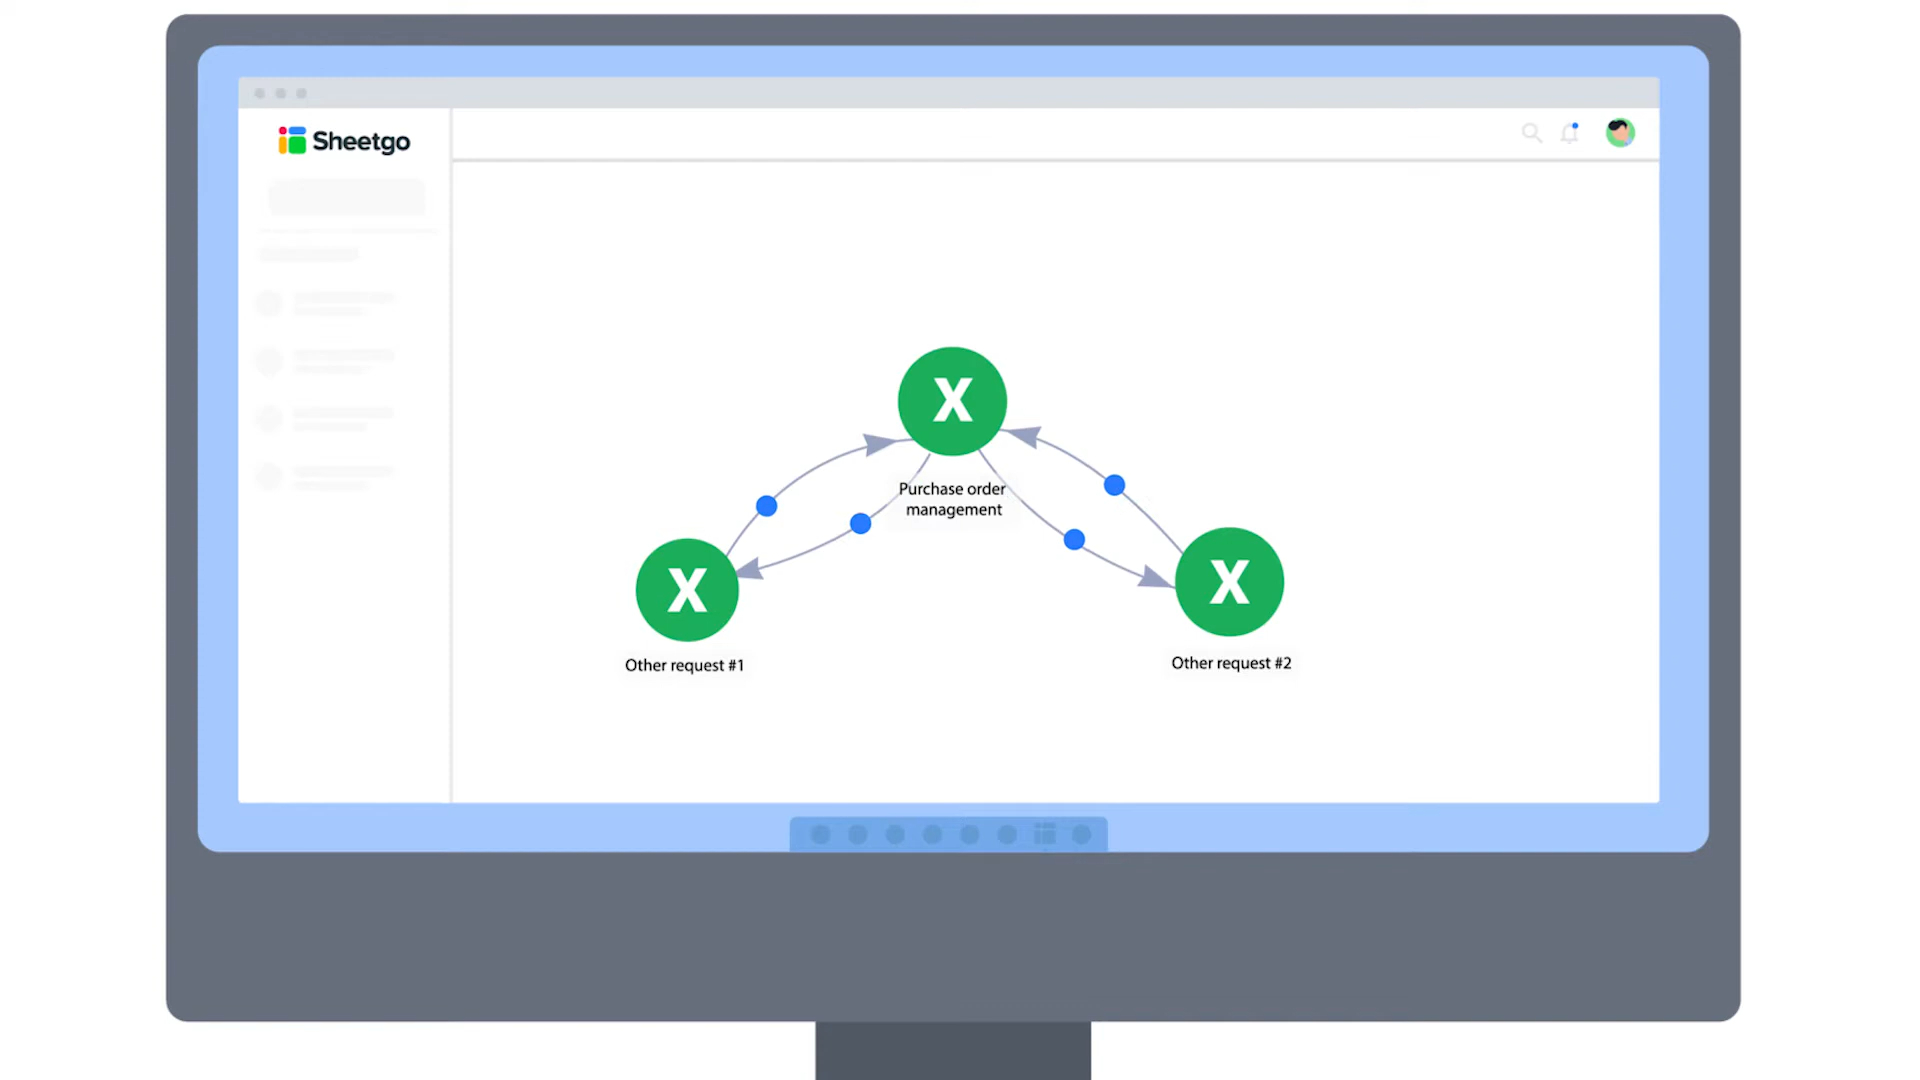 Sheetgo
X
Purchase order
management
X
Other request #1
X
Other request #2